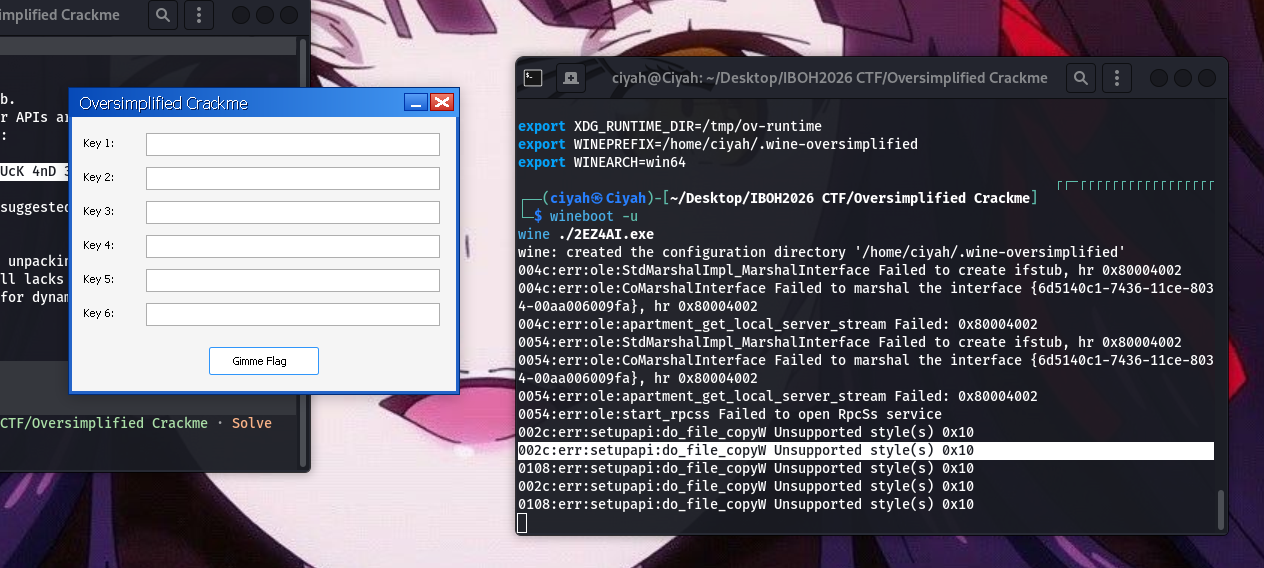 implified Crackme
b.
r APIs ar
:
UcK 4nD 3
suggested
unpackin
ll lacks
for dynam
CTF/Oversimplified Crackme · Solve
Oversimplified Crackme
Key 1:
Key 2:
Key 3:
Key 4:
Key 5:
Key 6:
Gimme Flag
ciyah@Ciyah: ~/Desktop/IBOH2026 CTF/Oversimplified Crackme
export XDG_RUNTIME_DIR=/tmp/ov-runtime
export WINEPREFIX=/home/ciyah/.wine-oversimplified
export WINEARCH=win64
┌──(ciyah㉿Ciyah)-[~/Desktop/IBOH2026 CTF/Oversimplified Crackme]
└─$ wineboot -u
wine ./2EZ4AI.exe
wine: created the configuration directory '/home/ciyah/.wine-oversimplified'
004c:err:ole:StdMarshalImpl_MarshalInterface Failed to create ifstub, hr 0x80004002
004c:err:ole:CoMarshalInterface Failed to marshal the interface {6d5140c1-7436-11ce-803
4-00aa006009fa}, hr 0x80004002
004c:err:ole:apartment_get_local_server_stream Failed: 0x80004002
0054:err:ole:StdMarshalImpl_MarshalInterface Failed to create ifstub, hr 0x80004002
0054:err:ole:CoMarshalInterface Failed to marshal the interface {6d5140c1-7436-11ce-803
4-00aa006009fa}, hr 0x80004002
0054:err:ole:apartment_get_local_server_stream Failed: 0x80004002
0054:err:ole:start_rpcss Failed to open RpcSs service
002c:err:setupapi:do_file_copyW Unsupported style(s) 0x10
002c:err:setupapi:do_file_copyW Unsupported style(s) 0x10
0108:err:setupapi:do_file_copyW Unsupported style(s) 0x10
002c:err:setupapi:do_file_copyW Unsupported style(s) 0x10
0108:err:setupapi:do_file_copyW Unsupported style(s) 0x10